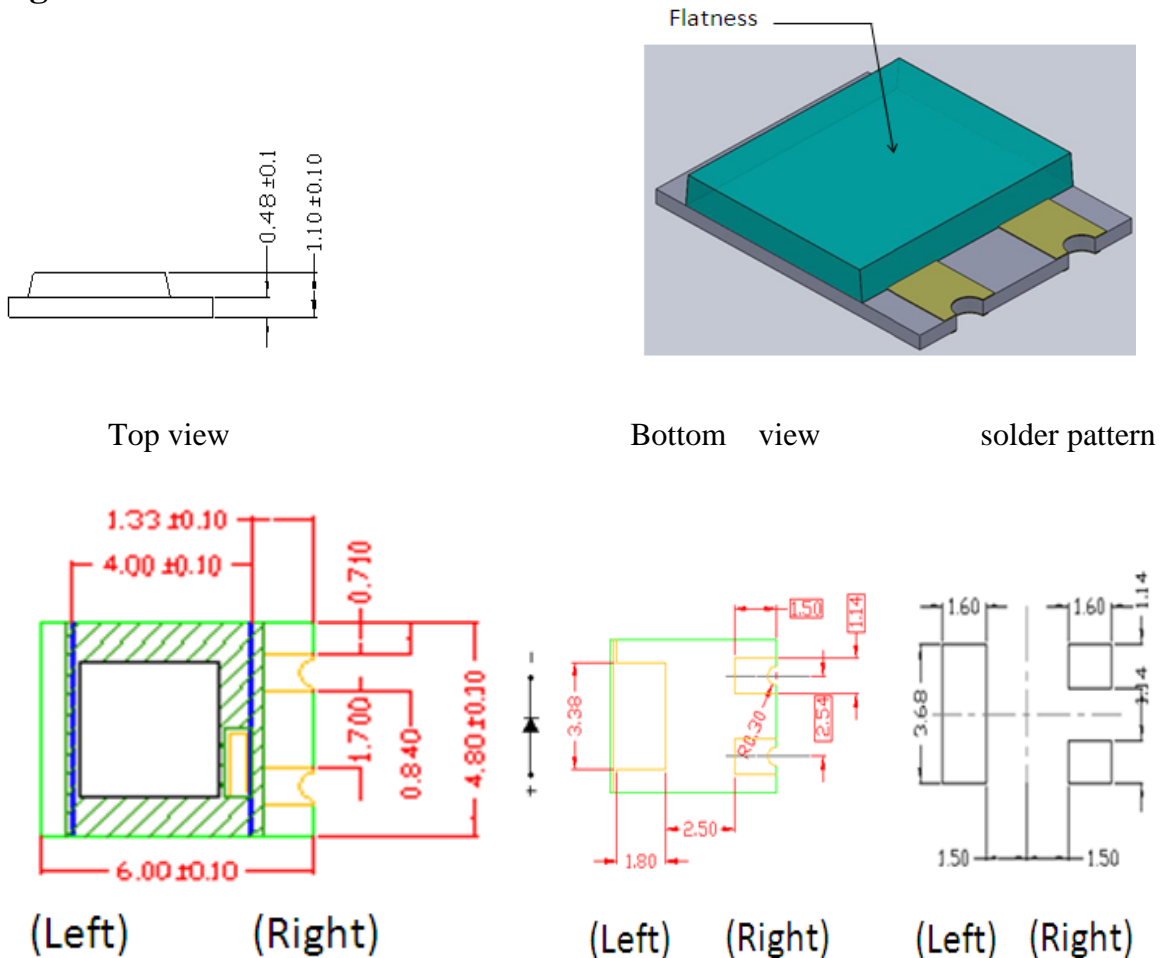 Flatness
0.48 ±0.1
1.10 ±0.10
Top view
Bottom view
solder pattern
1.33 ±0.10
4.00 ±0.10
0.710
1.700
0.840
4.80±0.10
6.00±0.10
-
+
1.50
1.14
3.38
R0.30
2.54
2.50
1.80
1.60
1.60
1.14
3.68
1.14
1.50
1.50
(Left)
(Right)
(Left)
(Right)
(Left)
(Right)